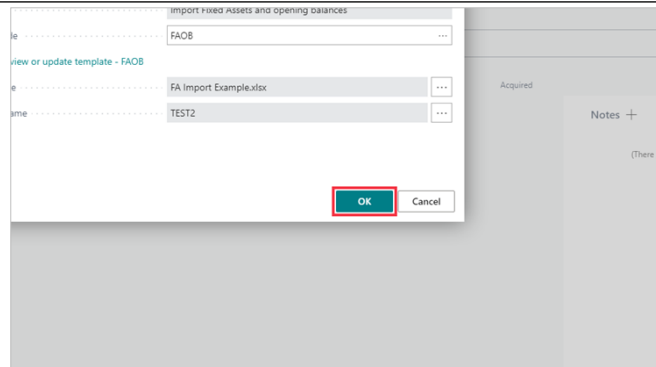 Import Fixed Assets and opening balances
le FAOB ...
view or update template - FAOB
e FA Import Example.xlsx ...
Acquired
ame TEST2 ...
Notes +
(There
OK Cancel